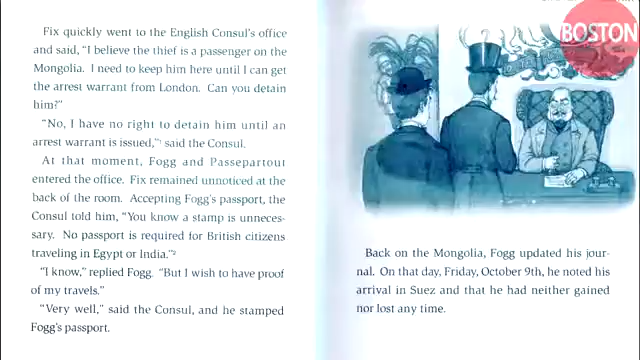 Fix quickly went to the English Consul's office
and said, "I believe the thief is a passenger on the
Mongolia. I need to keep him here until I can get
the arrest warrant from London. Can you detain
him?"
"No, I have no right to detain him until an
arrest warrant is issued,"¹ said the Consul.
At that moment, Fogg and Passepartout
entered the office. Fix remained unnoticed at the
back of the room. Accepting Fogg's passport, the
Consul told him, "You know a stamp is unneces-
sary. No passport is required for British citizens
traveling in Egypt or India."²
"I know," replied Fogg. "But I wish to have proof
of my travels."
"Very well," said the Consul, and he stamped
Fogg's passport.
BOSTON
Back on the Mongolia, Fogg updated his jour-
nal. On that day, Friday, October 9th, he noted his
arrival in Suez and that he had neither gained
nor lost any time.